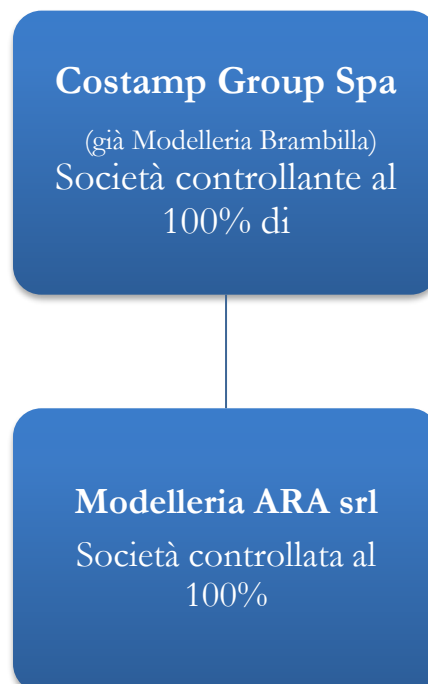 Costamp Group Spa
(già Modelleria Brambilla)
Società controllante al
100% di
Modelleria ARA srl
Società controllata al
100%